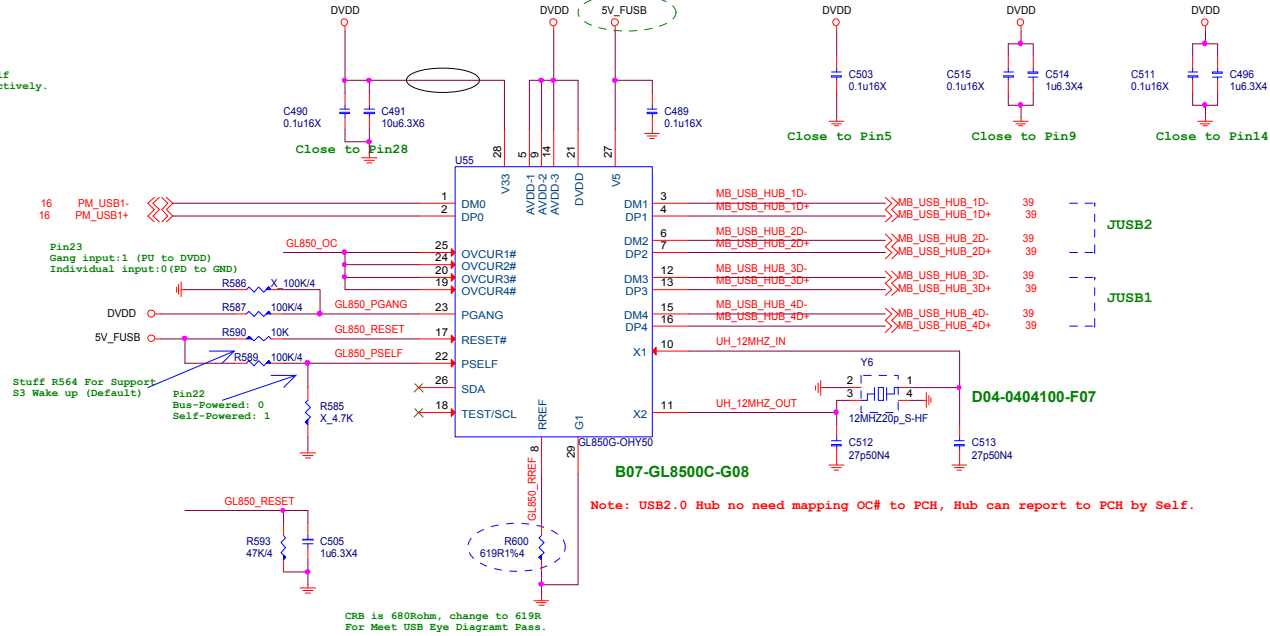 DVDD
DVDD
5V_FUSB
DVDD
DVDD
DVDD
if
ctively.
C490
0.1u16X
C491
10u6.3X6
Close to Pin28
C489
0.1u16X
C503
0.1u16X
Close to Pin5
C515
0.1u16X
C514
1u6.3X4
Close to Pin9
C511
0.1u16X
C496
1u6.3X4
Close to Pin14
U55
28
5
9
14
21
27
V33
AVDD-1
AVDD-2
AVDD-3
DVDD
V5
16 PM_USB1-
16 PM_USB1+
1
2
DM0
DP0
Pin23
Gang input:1 (PU to DVDD)
Individual input:0(PD to GND)
GL850_OC
25
24
20
19
OVCUR1#
OVCUR2#
OVCUR3#
OVCUR4#
R586 X_100K/4
DVDD
R587 100K/4
GL850_PGANG
23
PGANG
5V_FUSB
R590 10K
GL850_RESET
17
RESET#
R589 100K/4
GL850_PSELF
22
PSELF
Stuff R564 For Support
S3 Wake up (Default)
Pin22
Bus-Powered: 0
Self-Powered: 1
R585
X_4.7K
26
SDA
18
TEST/SCL
RREF
G1
8
29
GL850G-OHY50
DM1
DP1
3
4
MB_USB_HUB_1D-
MB_USB_HUB_1D+
MB_USB_HUB_1D- 39
MB_USB_HUB_1D+ 39
DM2
DP2
6
7
MB_USB_HUB_2D-
MB_USB_HUB_2D+
MB_USB_HUB_2D- 39
MB_USB_HUB_2D+ 39
JUSB2
DM3
DP3
12
13
MB_USB_HUB_3D-
MB_USB_HUB_3D+
MB_USB_HUB_3D- 39
MB_USB_HUB_3D+ 39
DM4
DP4
15
16
MB_USB_HUB_4D-
MB_USB_HUB_4D+
MB_USB_HUB_4D- 39
MB_USB_HUB_4D+ 39
JUSB1
X1
10
UH_12MHZ_IN
X2
11
UH_12MHZ_OUT
Y6
2
3
1
4
12MHZ20p_S-HF
D04-0404100-F07
C512
27p50N4
C513
27p50N4
B07-GL8500C-G08
Note: USB2.0 Hub no need mapping OC# to PCH, Hub can report to PCH by Self.
GL850_RREF
GL850_RESET
R593
47K/4
C505
1u6.3X4
R600
619R1%4
CRB is 680Rohm, change to 619R
For Meet USB Eye Diagramt Pass.